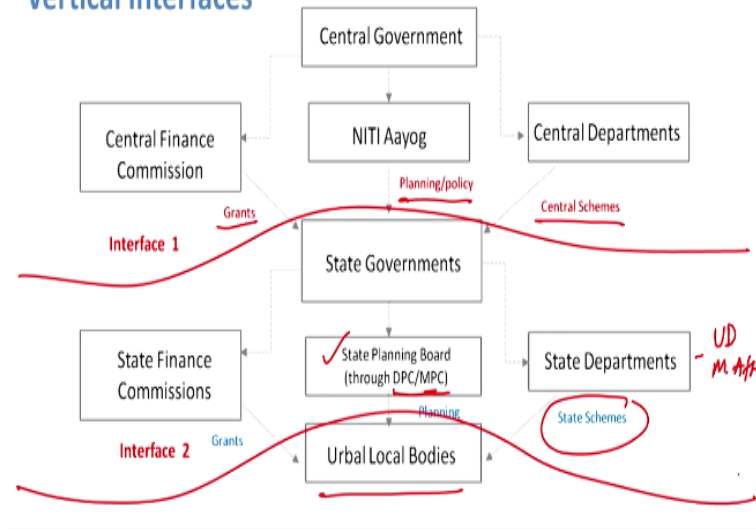 Vertical Interfaces
Central Government
Central Finance
Commission
NITI Aayog
Central Departments
Planning/policy
Grants
Central Schemes
Interface 1
State Governments
State Finance
Commissions
State Planning Board
(through DPC/MPC)
State Departments
UD
M Aff
Planning
State Schemes
Grants
Interface 2
Urbal Local Bodies